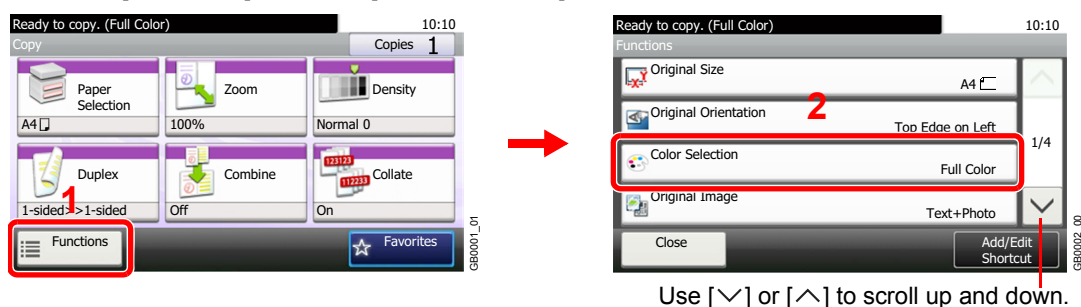 Ready to copy. (Full Color) 10:10
Copy Copies 1
Paper
Selection
A4
Zoom
100%
Density
Normal 0
Duplex
1-sided>>1-sided
Combine
Off
123123
112233
Collate
On
1
Functions
Favorites
GB0001_01
Ready to copy. (Full Color) 10:10
Functions
Original Size
A4
2
Original Orientation
Top Edge on Left
1/4
Color Selection
Full Color
Original Image
Text+Photo
Close
Add/Edit
Shortcut
GB0002_00
Use [∨] or [∧] to scroll up and down.